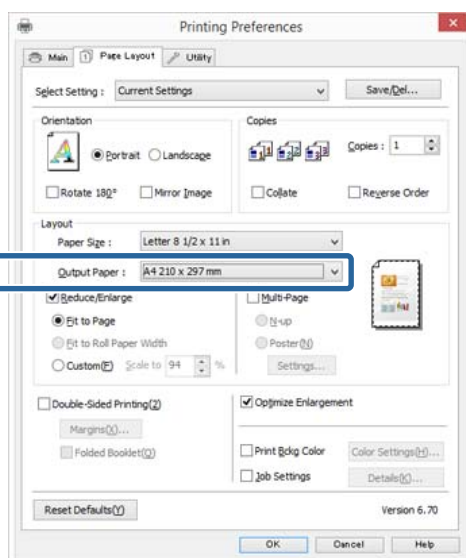 Printing Preferences
Main Page Layout Utility
Select Setting : Current Settings Save/Del...
Orientation Copies
Portrait Landscape Copies : 1
Rotate 180° Mirror Image Collate Reverse Order
Layout
Paper Size : Letter 8 1/2 x 11 in
Output Paper : A4 210 x 297 mm
Reduce/Enlarge Multi-Page
Fit to Page N-up
Fit to Roll Paper Width Poster(N)
Custom(F) Scale to 94 % Settings...
Double-Sided Printing(2) Optimize Enlargement
Margins(X)...
Folded Booklet(Q) Print Bckg Color Color Settings(H)...
Job Settings Details(K)...
Reset Defaults(Y) Version 6.70
OK Cancel Help